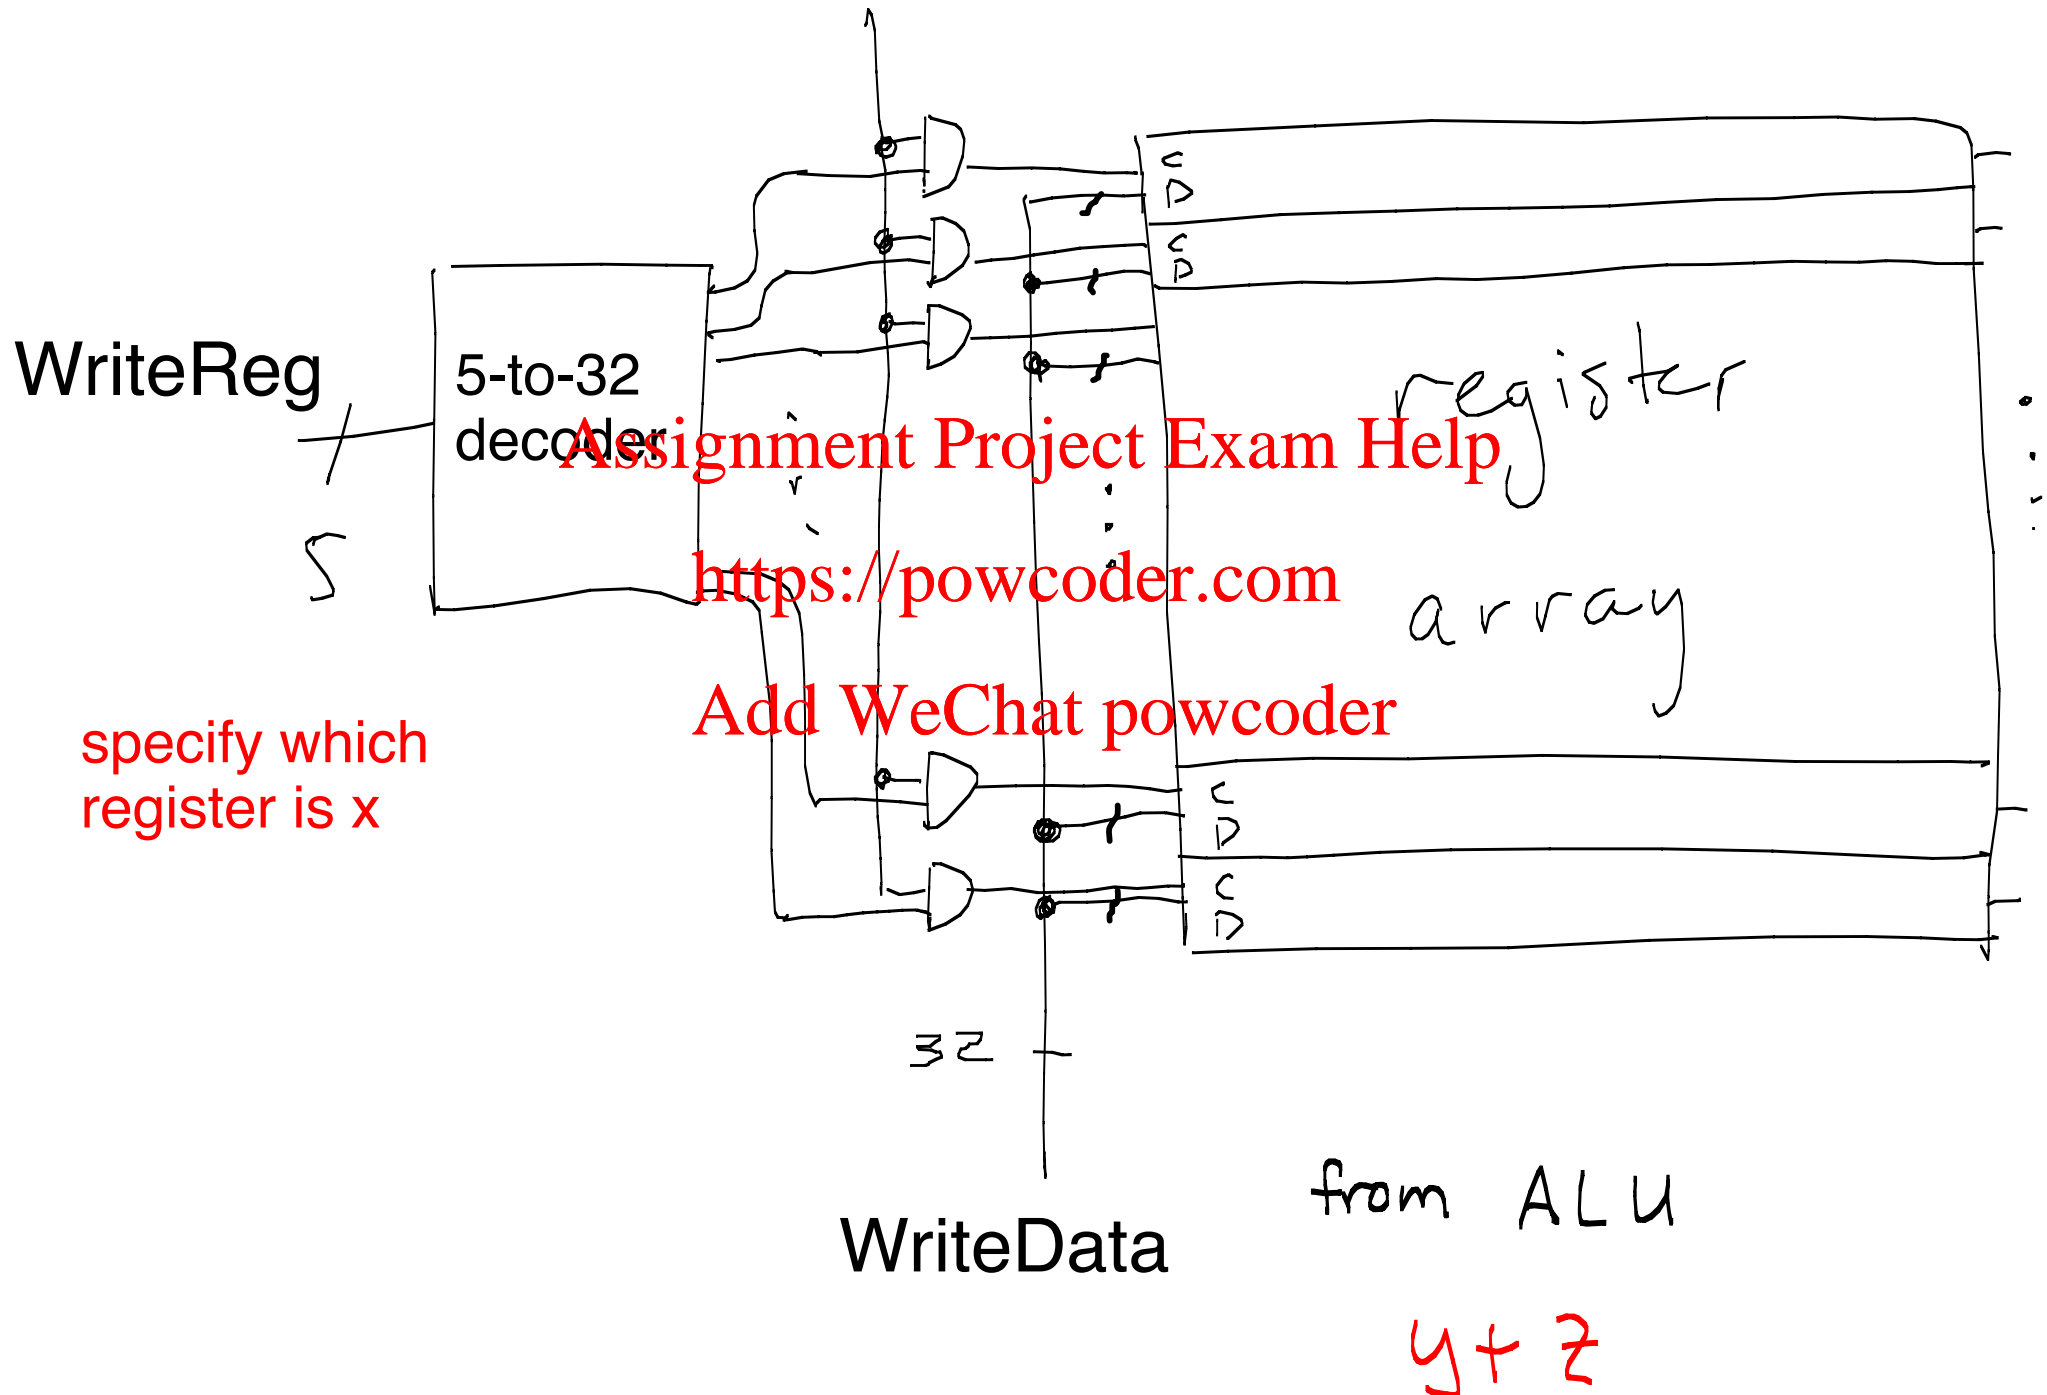 C
D
C
D
WriteReg
5-to-32
decoder
register
Assignment Project Exam Help
5
https://powcoder.com
array
Add WeChat powcoder
specify which
register is x
C
D
C
D
32
from ALU
WriteData
y+z